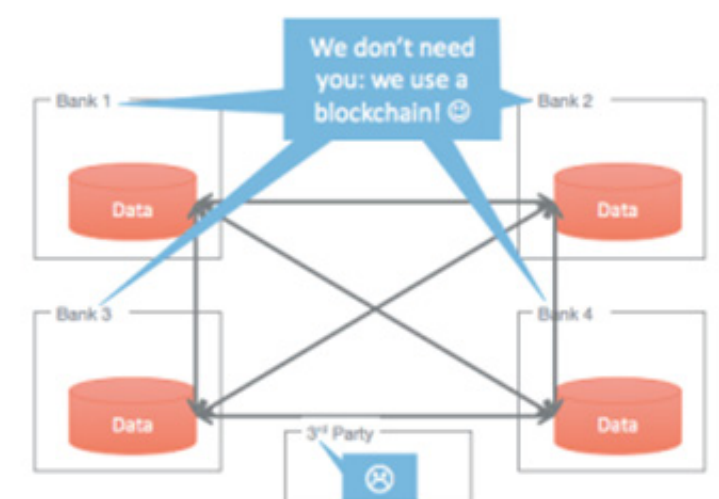 We don't need
you: we use a
blockchain! ☺
Bank 1
Bank 2
Data
Data
Bank 3
Bank 4
Data
Data
3rd Party
☹